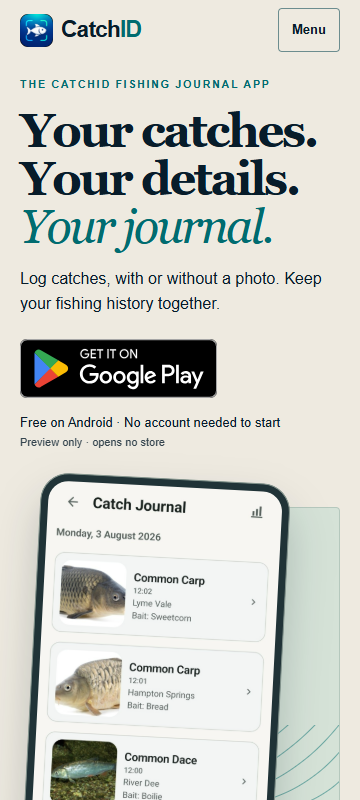 CatchID
Menu
THE CATCHID FISHING JOURNAL APP
Your catches.
Your details.
Your journal.
Log catches, with or without a photo. Keep
your fishing history together.
GET IT ON
Google Play
Free on Android · No account needed to start
Preview only · opens no store
Catch Journal
Monday, 3 August 2026
Common Carp
12:02
Lyme Vale
Bait: Sweetcorn
Common Carp
12:01
Hampton Springs
Bait: Bread
Common Dace
12:00
River Dee
Bait: Boilie